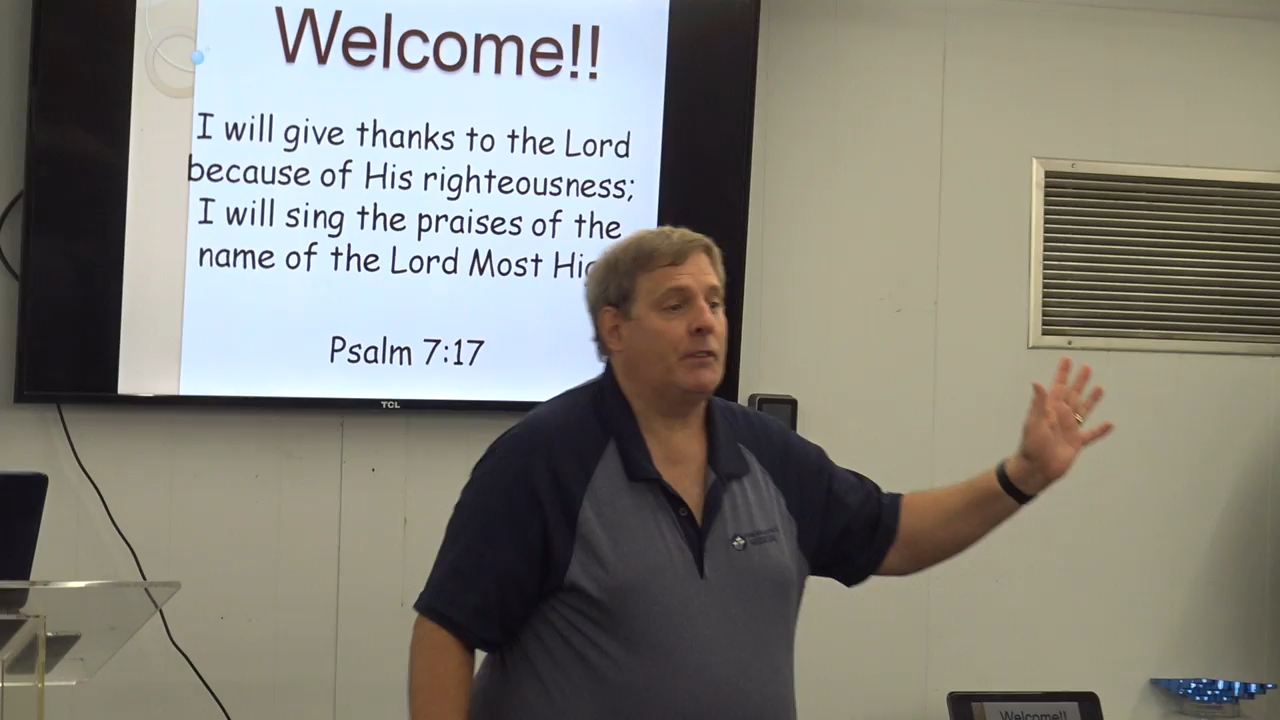 Welcome!!
I will give thanks to the Lord
because of His righteousness;
I will sing the praises of the
name of the Lord Most
Psalm 7:17
TCL
Welcome!!